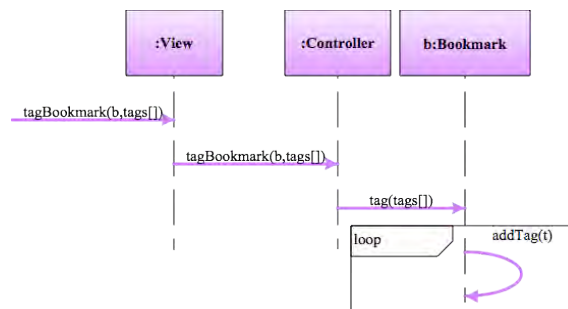 :View
:Controller
b:Bookmark
tagBookmark(b,tags[])
tagBookmark(b,tags[])
tag(tags[])
loop
addTag(t)